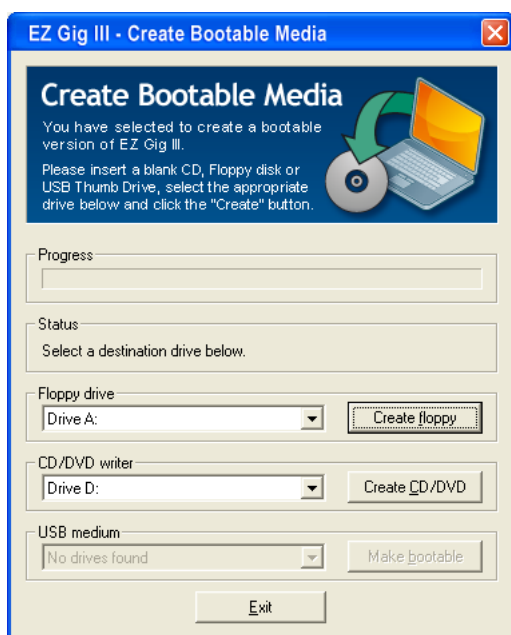 EZ Gig III - Create Bootable Media
Create Bootable Media
You have selected to create a bootable
version of EZ Gig III.
Please insert a blank CD, Floppy disk or
USB Thumb Drive, select the appropriate
drive below and click the "Create" button.
Progress
Status
Select a destination drive below.
Floppy drive
Drive A:
Create floppy
CD/DVD writer
Drive D:
Create CD/DVD
USB medium
No drives found
Make bootable
Exit